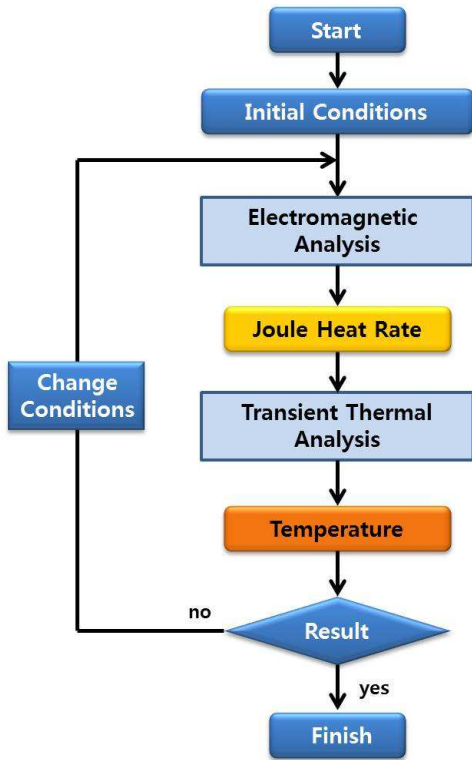 Start
Initial Conditions
Electromagnetic
Analysis
Joule Heat Rate
Change
Conditions
Transient Thermal
Analysis
Temperature
no
Result
yes
Finish